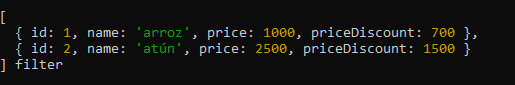 [
  { id: 1, name: 'arroz', price: 1000, priceDiscount: 700 },
  { id: 2, name: 'atún', price: 2500, priceDiscount: 1500 }
] filter